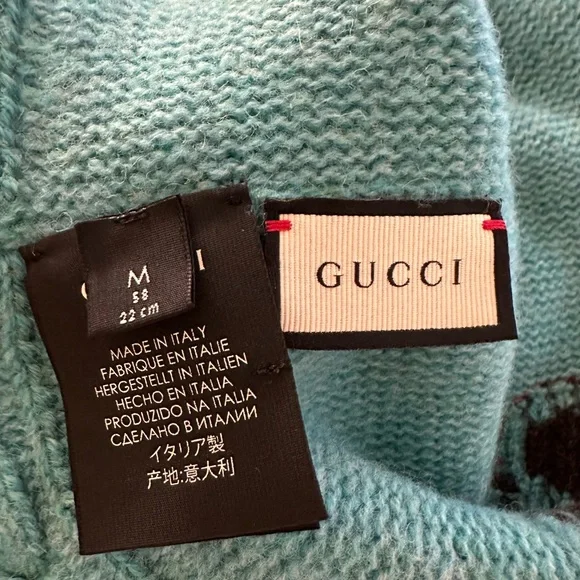 GUCCI
M
58
22 cm
MADE IN ITALY
FABRIQUE EN ITALIE
HERGESTELLT IN ITALIEN
HECHO EN ITALIA
PRODUZIDO NA ITALIA
СДЕЛАНО В ИТАЛИИ
イタリア製
产地:意大利